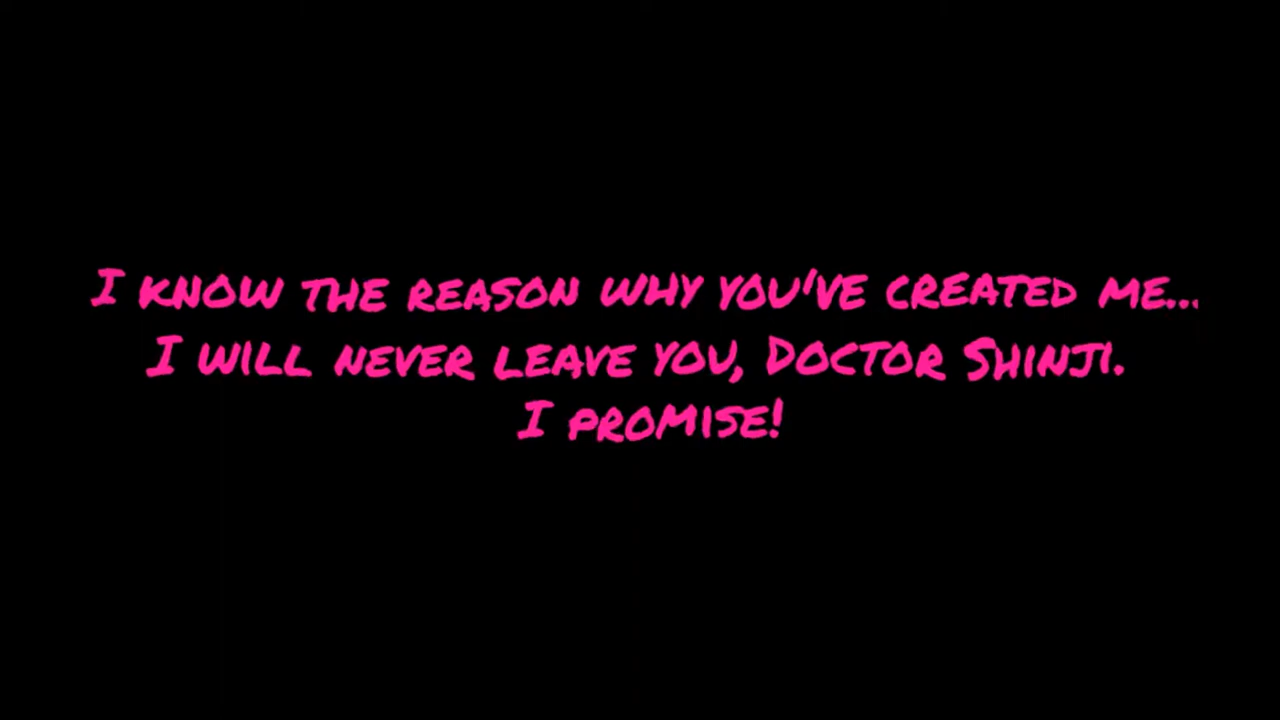 I KNOW THE REASON WHY YOU'VE CREATED ME...
I WILL NEVER LEAVE YOU, DOCTOR SHINJI.
I PROMISE!